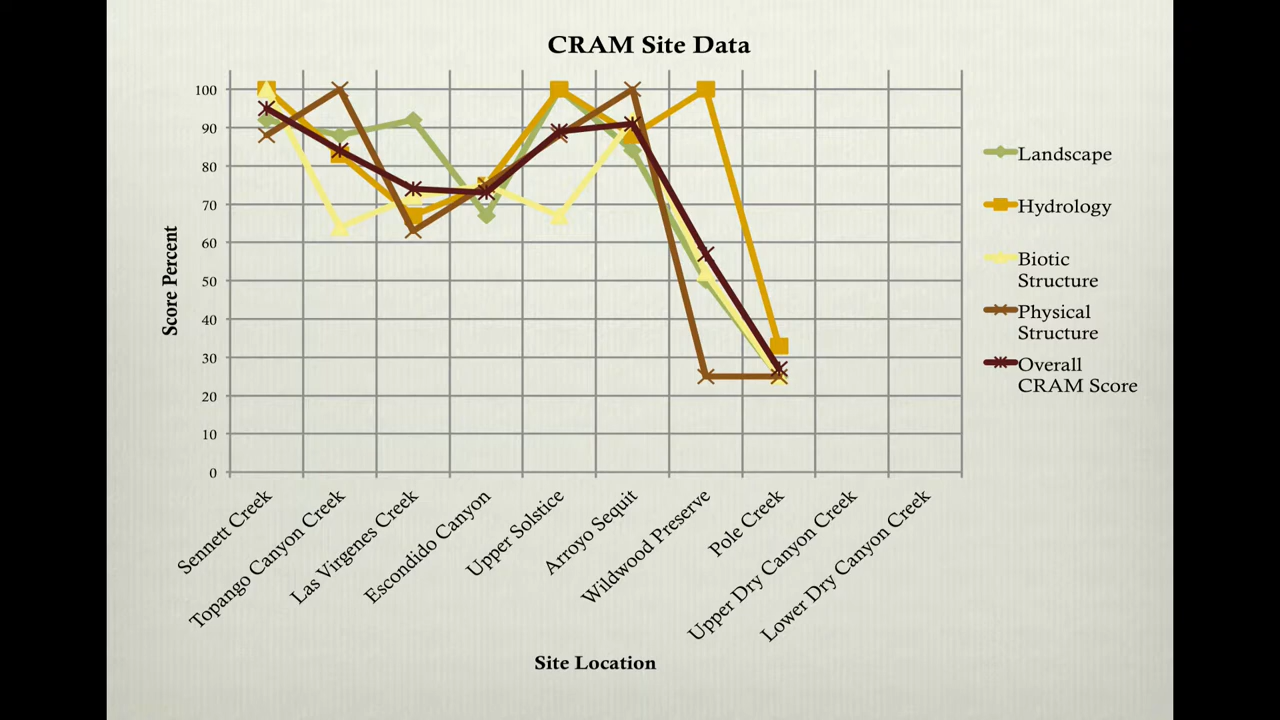 CRAM Site Data
100
90
80
70
60
50
40
30
20
10
0
Score Percent
Sennett Creek
Topango Canyon Creek
Las Virgenes Creek
Escondido Canyon
Upper Solstice
Arroyo Sequit
Wildwood Preserve
Pole Creek
Upper Dry Canyon Creek
Lower Dry Canyon Creek
Site Location
Landscape
Hydrology
Biotic
Structure
Physical
Structure
Overall
CRAM Score